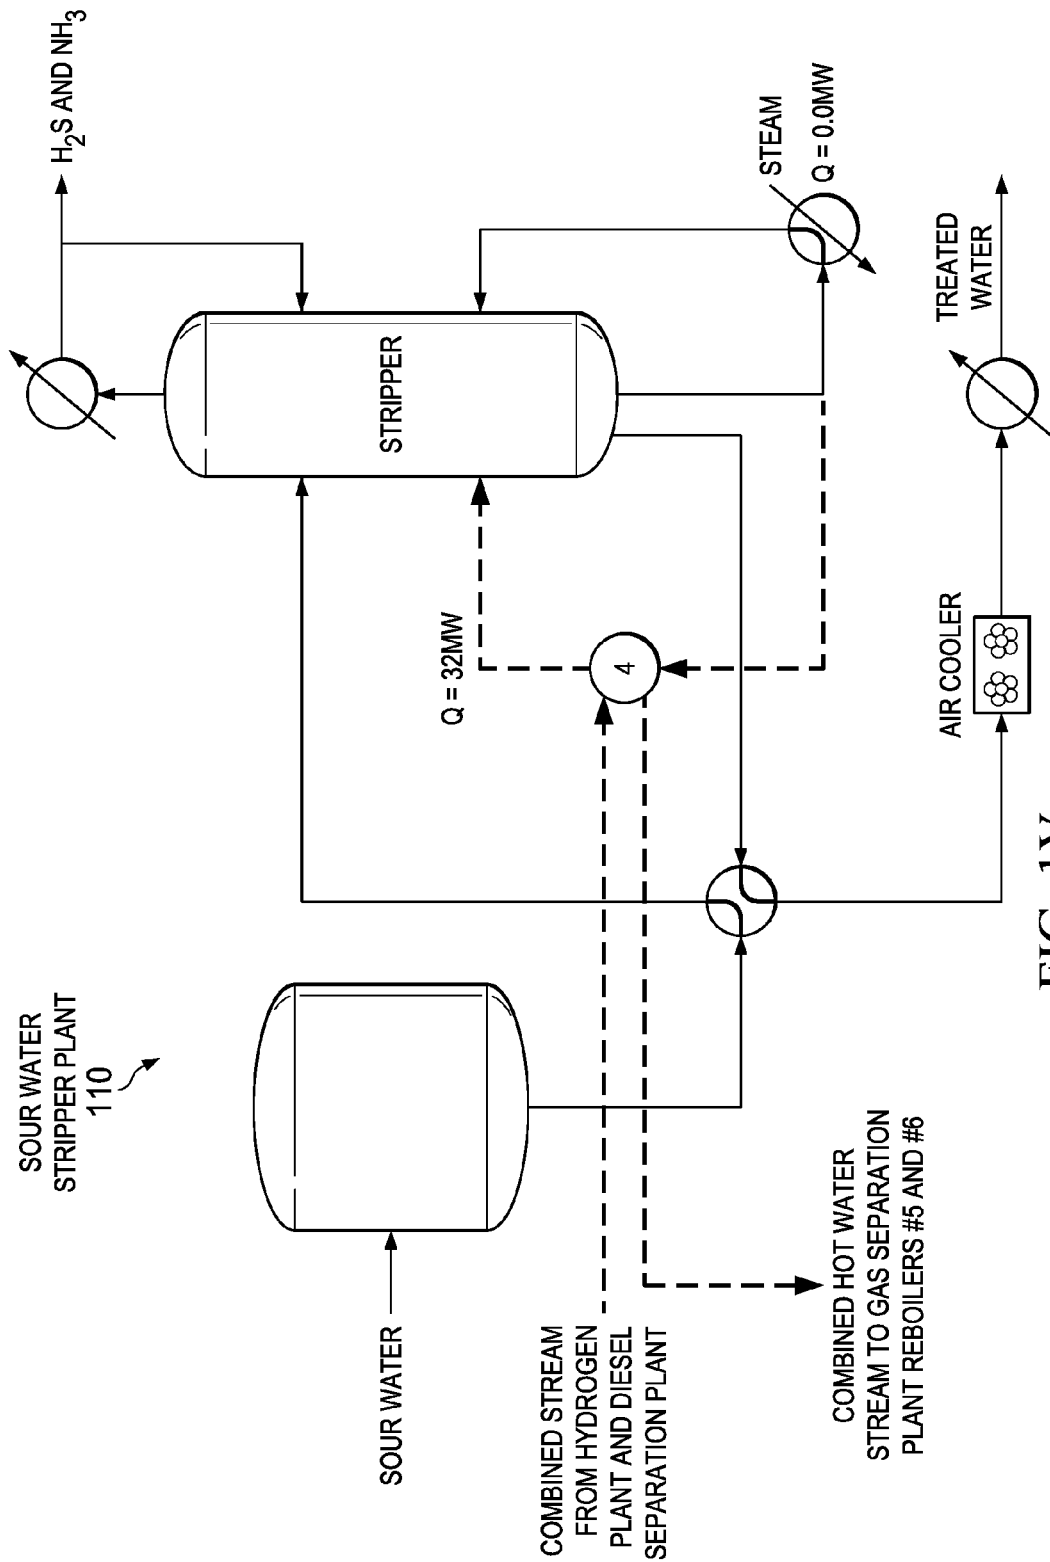 SOUR WATER
STRIPPER PLANT
110
SOUR WATER
H2S AND NH3
STRIPPER
Q = 32MW
4
STEAM
Q = 0.0MW
COMBINED STREAM
FROM HYDROGEN
PLANT AND DIESEL
SEPARATION PLANT
COMBINED HOT WATER
STREAM TO GAS SEPARATION
PLANT REBOILERS #5 AND #6
AIR COOLER
TREATED
WATER